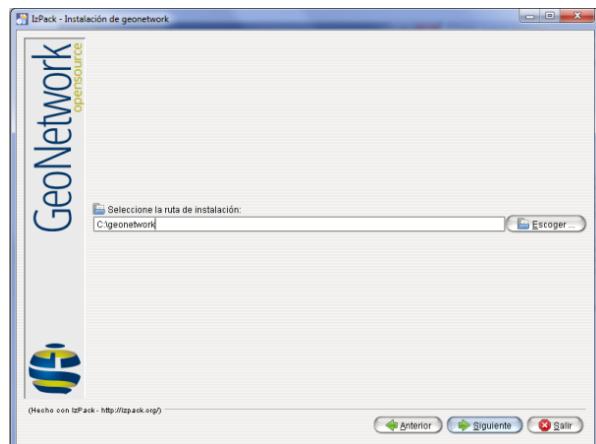 IzPack - Instalación de geonetwork
GeoNetwork
opensource
Seleccione la ruta de instalación:
C:\geonetwork
Escoger ...
(Hecho con IzPack - http://izpack.org/)
Anterior
Siguiente
Salir